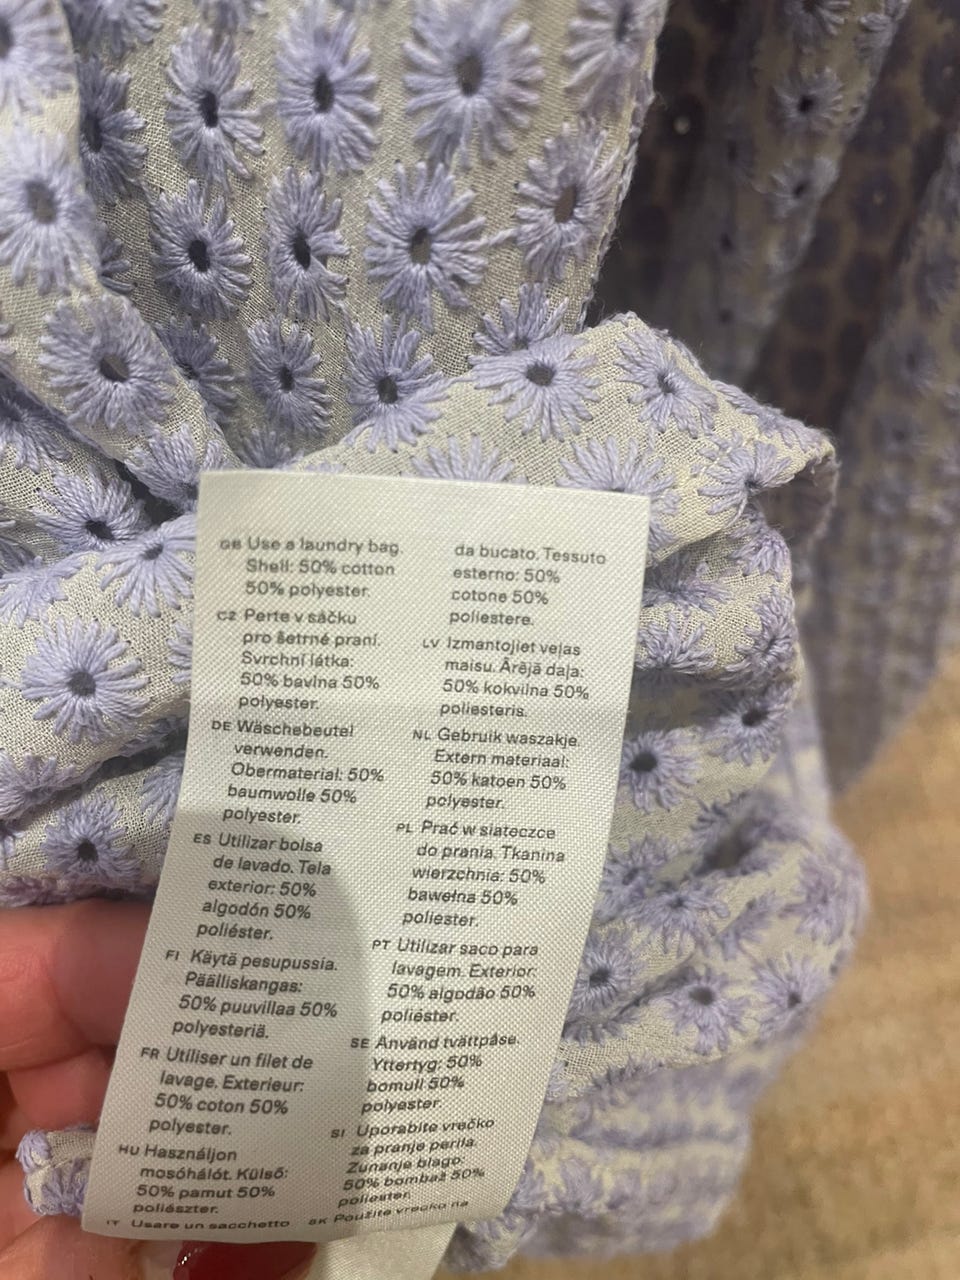 GB Use a laundry bag.
Shell: 50% cotton
50% polyester.
CZ Perte v sáčku
pro šetrné praní.
Svrchní látka:
50% bavlna 50%
polyester.
DE Wäschebeutel
verwenden.
Obermaterial: 50%
baumwolle 50%
polyester.
ES Utilizar bolsa
de lavado. Tela
exterior: 50%
algodón 50%
poliéster.
FI Käytä pesupussia.
Päälliskangas:
50% puuvillaa 50%
polyesteriä.
FR Utiliser un filet de
lavage. Exterieur:
50% coton 50%
polyester.
HU Használjon
mosóhálót. Külső:
50% pamut 50%
poliészter.
IT Usare un sacchetto
da bucato. Tessuto
esterno: 50%
cotone 50%
poliestere.
LV Izmantojiet veļas
maisu. Ārējā daļa:
50% kokvilna 50%
poliesteris.
NL Gebruik waszakje.
Extern materiaal:
50% katoen 50%
polyester.
PL Prać w siateczce
do prania. Tkanina
wierzchnia: 50%
bawełna 50%
poliester.
PT Utilizar saco para
lavagem. Exterior:
50% algodão 50%
poliéster.
SE Använd tvättpåse.
Yttertyg: 50%
bomull 50%
polyester.
SI Uporabite vrečko
za pranje perila.
Zunanje blago:
50% bombaž 50%
poliester.
SK Použite vrecko na